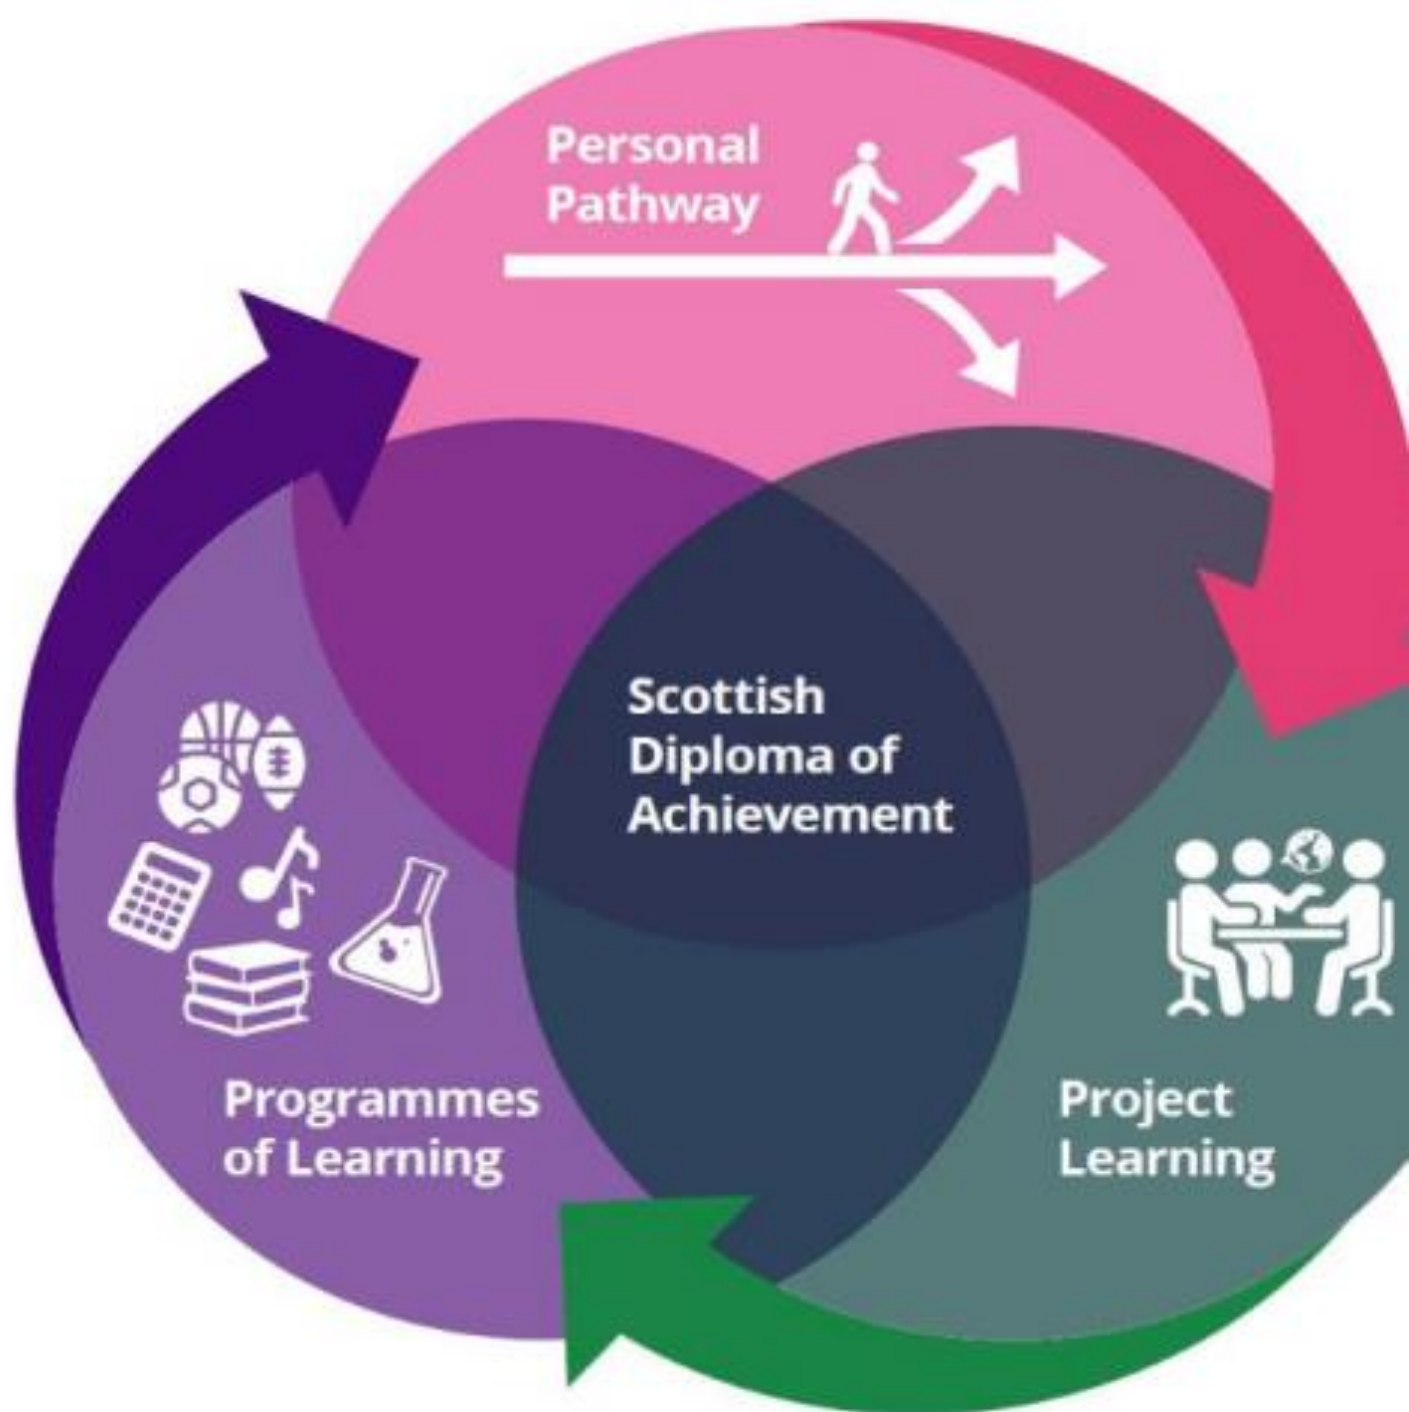 Personal
Pathway
Scottish
Diploma of
Achievement
Programmes
of Learning
Project
Learning